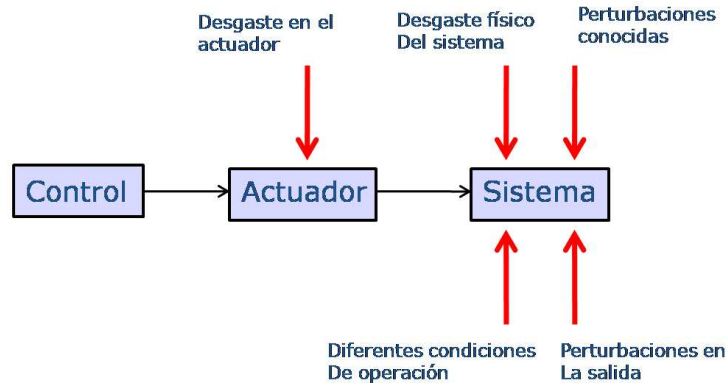 Desgaste en el
actuador
Desgaste físico
Del sistema
Perturbaciones
conocidas
Control
Actuador
Sistema
Diferentes condiciones
De operación
Perturbaciones en
La salida